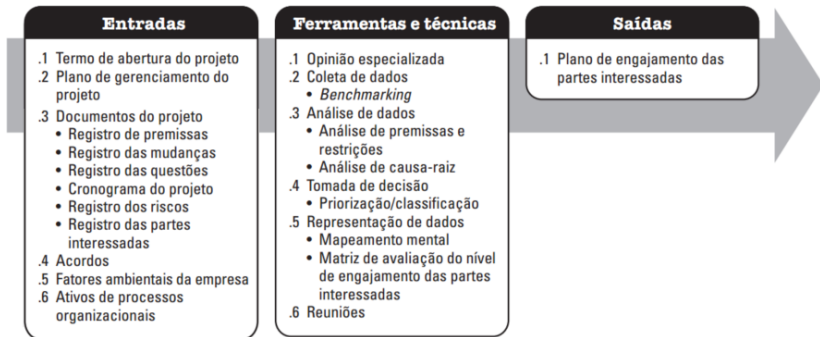 Entradas
.1 Termo de abertura do projeto
.2 Plano de gerenciamento do
projeto
.3 Documentos do projeto
• Registro de premissas
• Registro das mudanças
• Registro das questões
• Cronograma do projeto
• Registro dos riscos
• Registro das partes
interessadas
.4 Acordos
.5 Fatores ambientais da empresa
.6 Ativos de processos
organizacionais
Ferramentas e técnicas
.1 Opinião especializada
.2 Coleta de dados
• Benchmarking
.3 Análise de dados
• Análise de premissas e
restrições
• Análise de causa-raiz
.4 Tomada de decisão
• Priorização/classificação
.5 Representação de dados
• Mapeamento mental
• Matriz de avaliação do nível
de engajamento das partes
interessadas
.6 Reuniões
Saídas
.1 Plano de engajamento das
partes interessadas